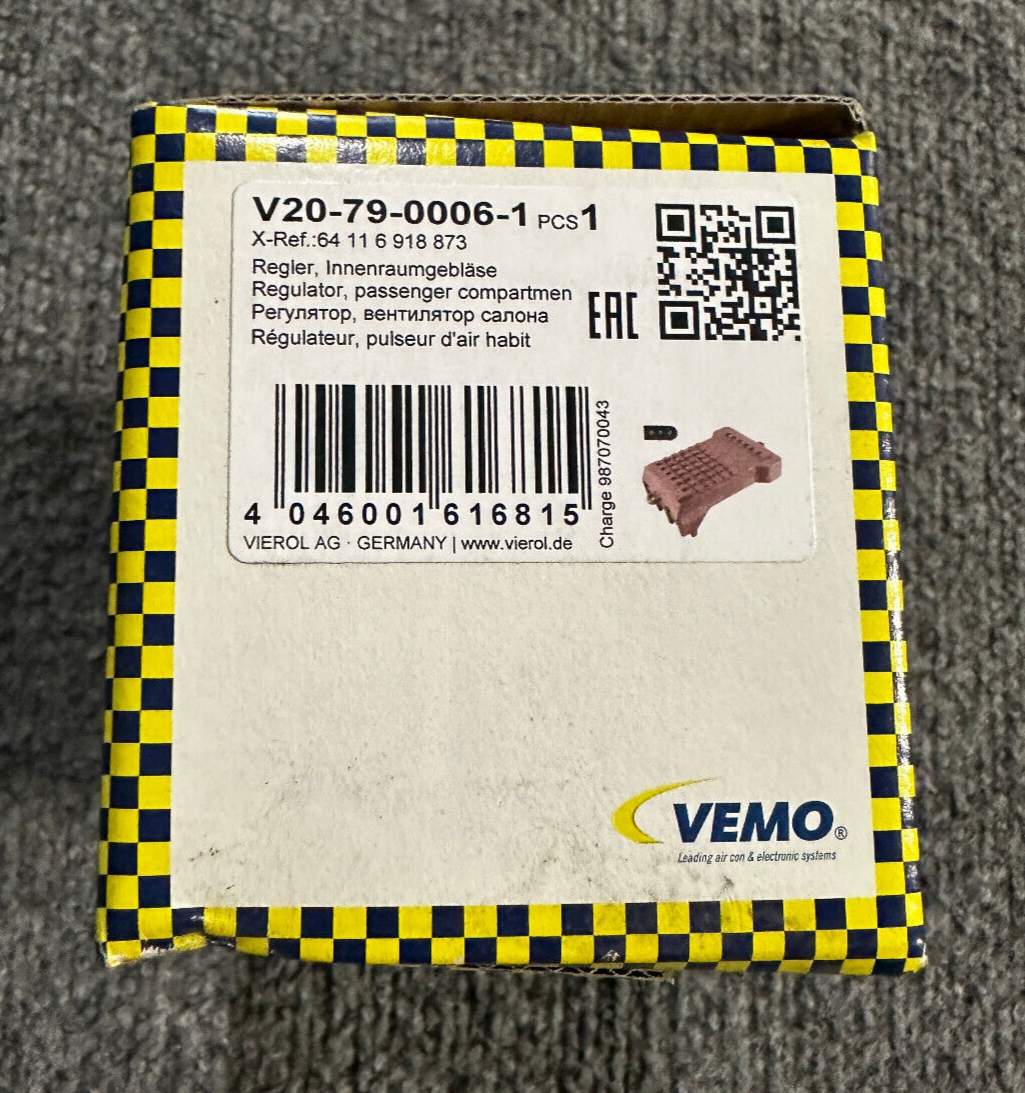 V20-79-0006-1 PCS 1
X-Ref.:64 11 6 918 873
Regler, Innenraumgebläse
Regulator, passenger compartmen
Регулятор, вентилятор салона
Régulateur, pulseur d'air habit
EAC
4 046001 616815
Charge 987070043
VIEROL AG · GERMANY | www.vierol.de
VEMO®
Leading air con & electronic systems